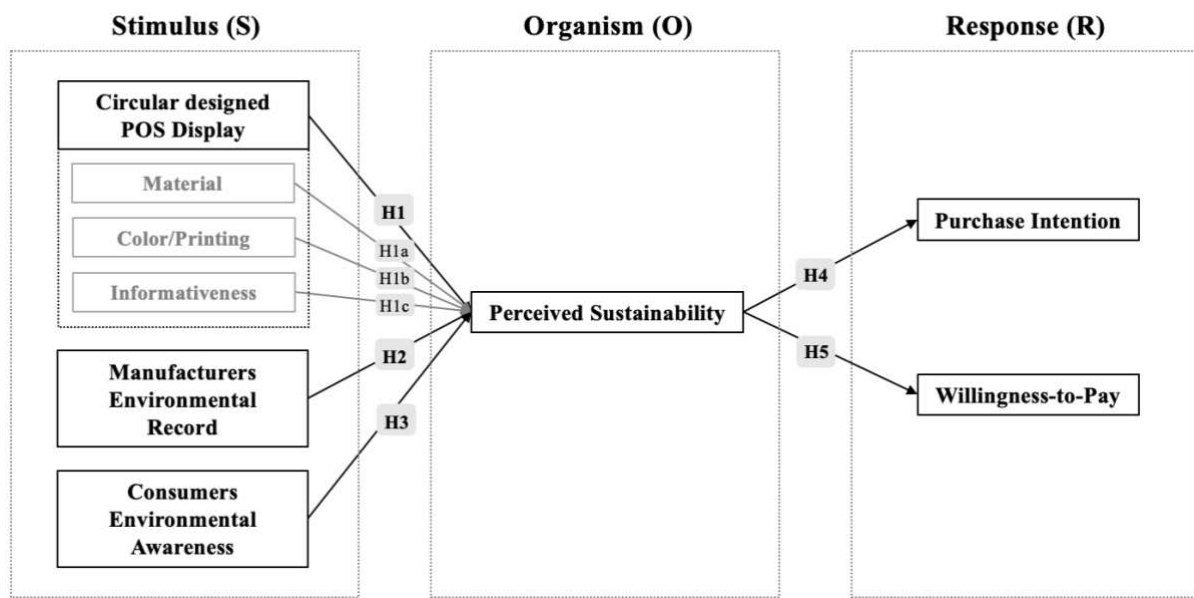 Stimulus (S)
Organism (O)
Response (R)
Circular designed
POS Display
Material
Color/Printing
Informativeness
Manufacturers
Environmental
Record
Consumers
Environmental
Awareness
H1
H1a
H1b
H1c
H2
H3
Perceived Sustainability
H4
H5
Purchase Intention
Willingness-to-Pay